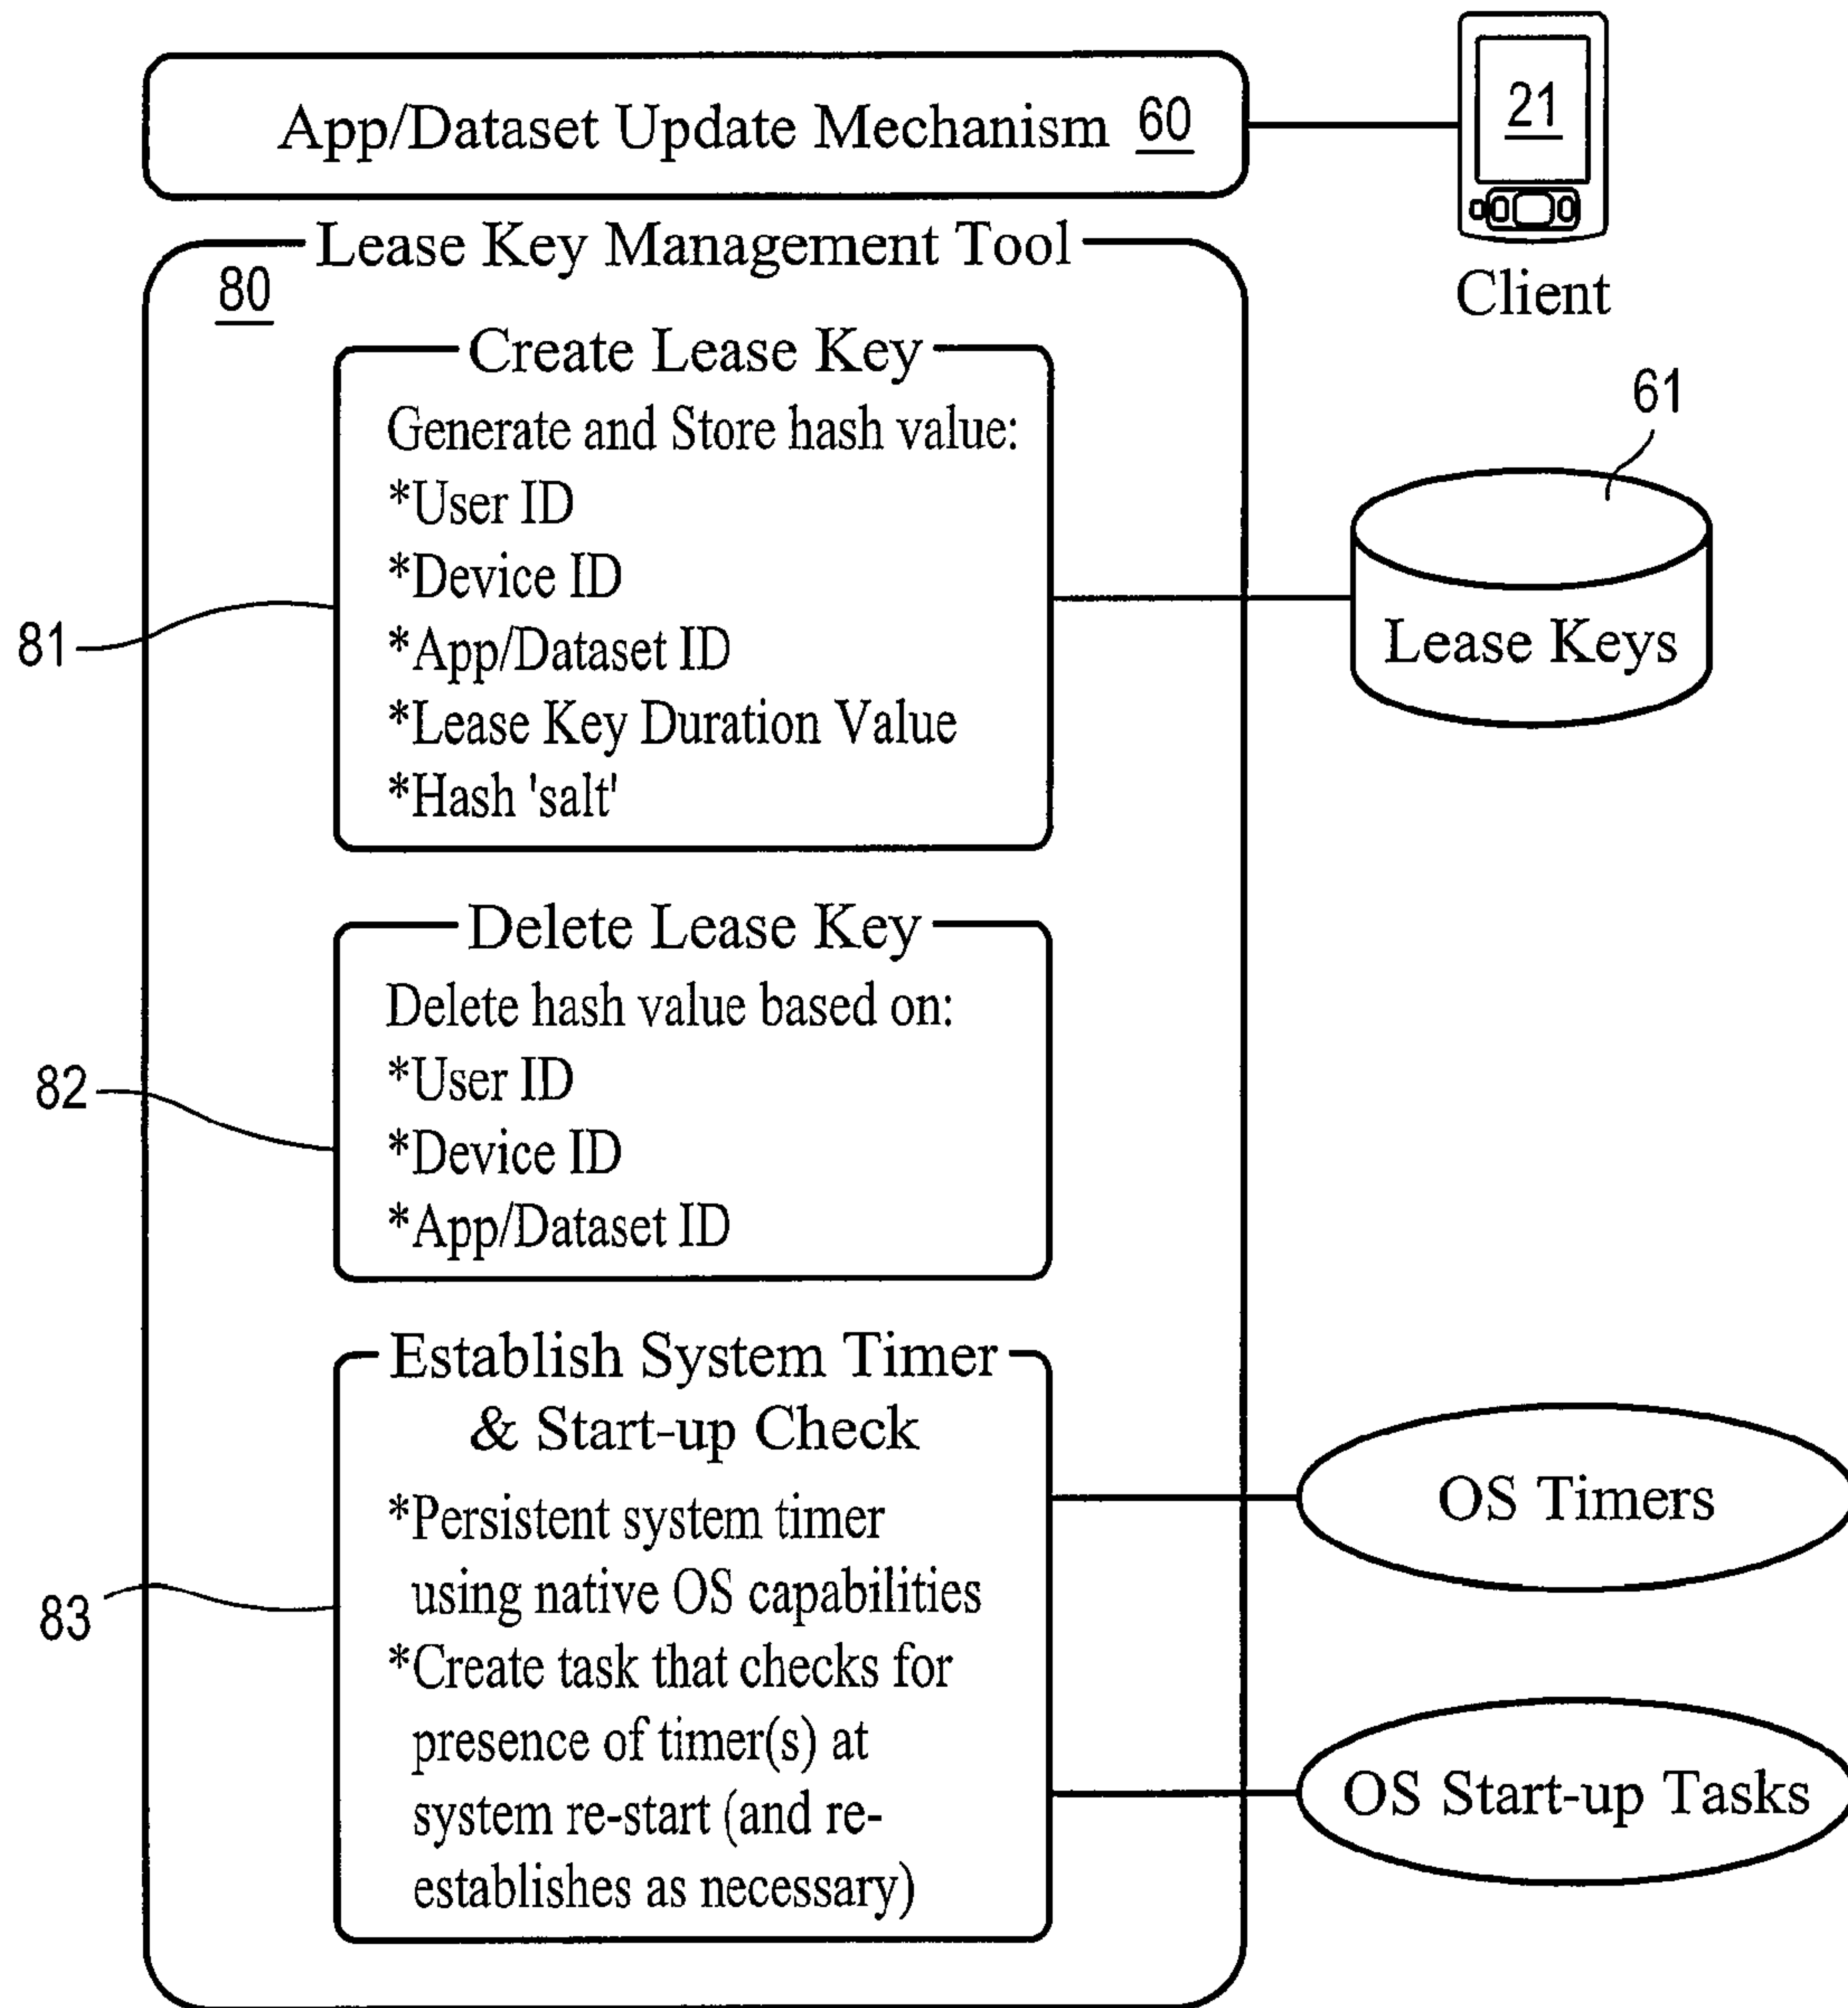 App/Dataset Update Mechanism 60
21
Client
Lease Key Management Tool
80
Create Lease Key
Generate and Store hash value:
*User ID
*Device ID
*App/Dataset ID
*Lease Key Duration Value
*Hash 'salt'
81
61
Lease Keys
Delete Lease Key
Delete hash value based on:
*User ID
*Device ID
*App/Dataset ID
82
Establish System Timer
& Start-up Check
*Persistent system timer
using native OS capabilities
*Create task that checks for
presence of timer(s) at
system re-start (and re-
establishes as necessary)
83
OS Timers
OS Start-up Tasks